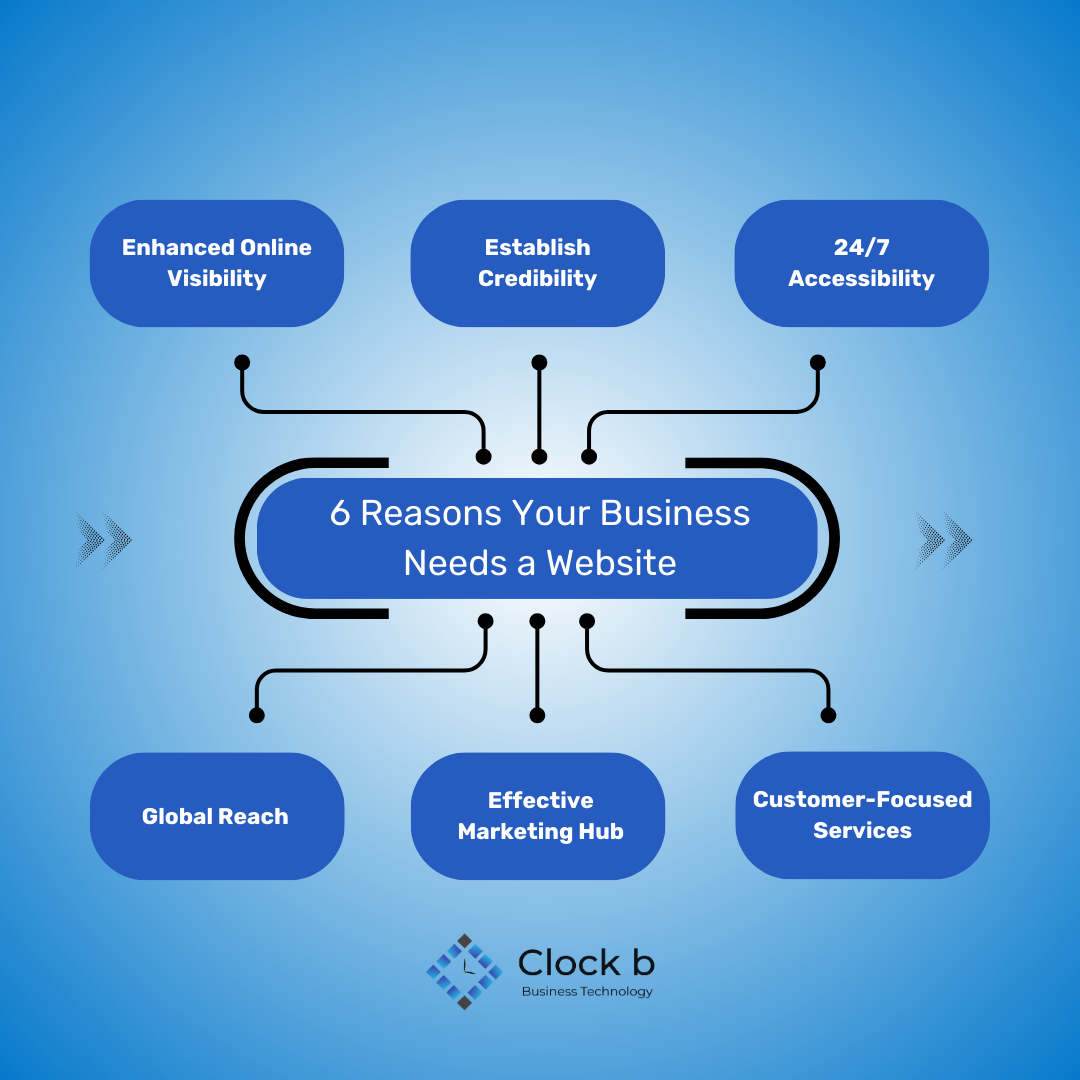 Enhanced Online
Visibility
Establish
Credibility
24/7
Accessibility
6 Reasons Your Business
Needs a Website
Global Reach
Effective
Marketing Hub
Customer-Focused
Services
Clock b
Business Technology